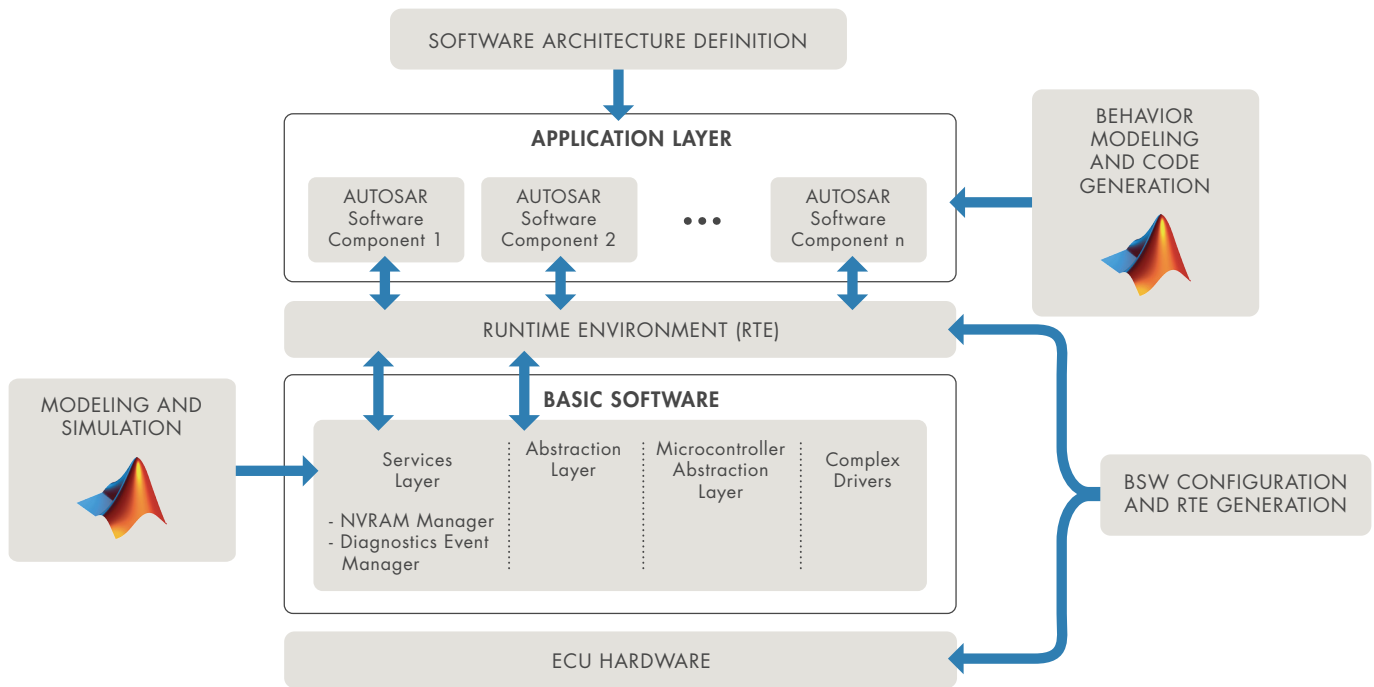 SOFTWARE ARCHITECTURE DEFINITION
APPLICATION LAYER
AUTOSAR
Software
Component 1
AUTOSAR
Software
Component 2
•••
AUTOSAR
Software
Component n
BEHAVIOR
MODELING
AND CODE
GENERATION
RUNTIME ENVIRONMENT (RTE)
MODELING AND
SIMULATION
BASIC SOFTWARE
Services
Layer
- NVRAM Manager
- Diagnostics Event
Manager
Abstraction
Layer
Microcontroller
Abstraction
Layer
Complex
Drivers
BSW CONFIGURATION
AND RTE GENERATION
ECU HARDWARE